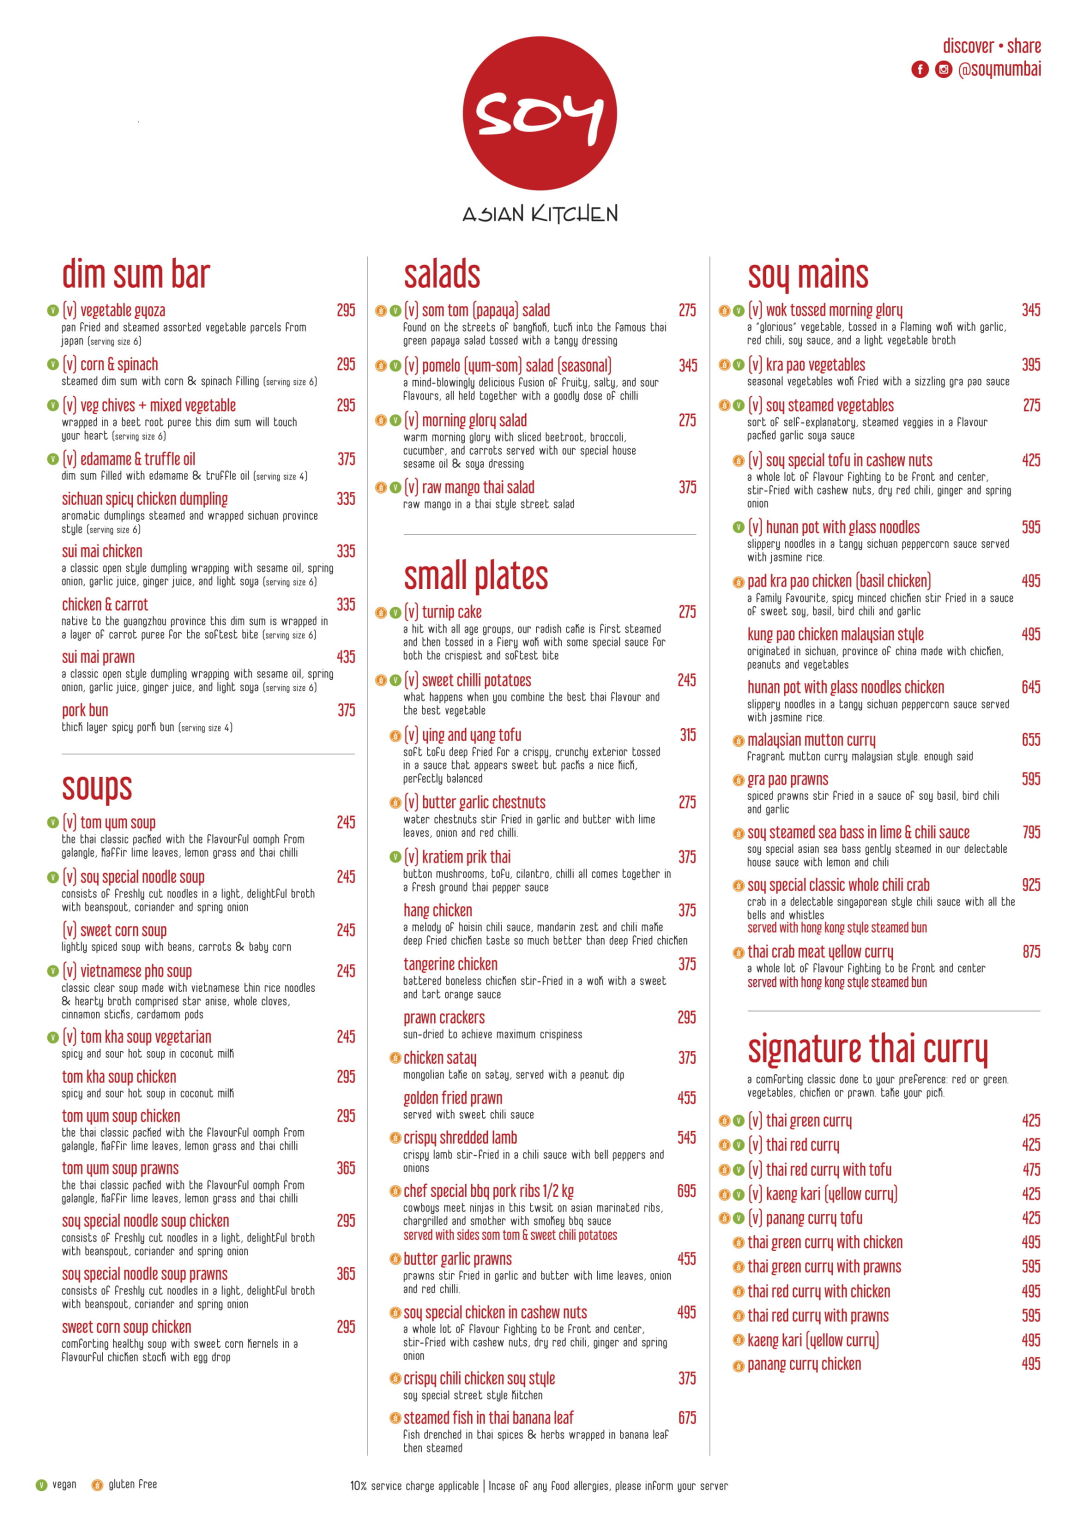 discover • share
@soymumbai
soy
ASIAN KITCHEN
dim sum bar
(v) vegetable gyoza 295
pan fried and steamed assorted vegetable parcels from
japan (serving size 6)
(v) corn & spinach 295
steamed dim sum with corn & spinach filling (serving size 6)
(v) veg chives + mixed vegetable 295
wrapped in a beet root puree this dim sum will touch
your heart (serving size 6)
(v) edamame & truffle oil 375
dim sum filled with edamame & truffle oil (serving size 4)
sichuan spicy chicken dumpling 335
aromatic dumplings steamed and wrapped sichuan province
style (serving size 6)
sui mai chicken 335
a classic open style dumpling wrapping with sesame oil, spring
onion, garlic juice, ginger juice, and light soya (serving size 6)
chicken & carrot 335
native to the guangzhou province this dim sum is wrapped in
a layer of carrot puree for the softest bite (serving size 6)
sui mai prawn 435
a classic open style dumpling wrapping with sesame oil, spring
onion, garlic juice, ginger juice, and light soya (serving size 6)
pork bun 375
thick layer spicy pork bun (serving size 4)
soups
(v) tom yum soup 245
the thai classic packed with the flavourful oomph from
galangle, kaffir lime leaves, lemon grass and thai chilli
(v) soy special noodle soup 245
consists of freshly cut noodles in a light, delightful broth
with beanspout, coriander and spring onion
(v) sweet corn soup 245
lightly spiced soup with beans, carrots & baby corn
(v) vietnamese pho soup 245
classic clear soup made with vietnamese thin rice noodles
& hearty broth comprised star anise, whole cloves,
cinnamon sticks, cardamom pods
(v) tom kha soup vegetarian 245
spicy and sour hot soup in coconut milk
tom kha soup chicken 295
spicy and sour hot soup in coconut milk
tom yum soup chicken 295
the thai classic packed with the flavourful oomph from
galangle, kaffir lime leaves, lemon grass and thai chilli
tom yum soup prawns 365
the thai classic packed with the flavourful oomph from
galangle, kaffir lime leaves, lemon grass and thai chilli
soy special noodle soup chicken 295
consists of freshly cut noodles in a light, delightful broth
with beanspout, coriander and spring onion
soy special noodle soup prawns 365
consists of freshly cut noodles in a light, delightful broth
with beanspout, coriander and spring onion
sweet corn soup chicken 295
comforting healthy soup with sweet corn kernels in a
flavourful chicken stock with egg drop
salads
(v) som tom (papaya) salad 275
found on the streets of bangkok, tuck into the famous thai
green papaya salad tossed with a tangy dressing
(v) pomelo (yum-som) salad (seasonal) 345
a mind-blowingly delicious fusion of fruity, salty, and sour
flavours, all held together with a goodly dose of chilli
(v) morning glory salad 275
warm morning glory with sliced beetroot, broccoli,
cucumber, and carrots served with our special house
sesame oil & soya dressing
(v) raw mango thai salad 375
raw mango in a thai style street salad
small plates
(v) turnip cake 275
a hit with all age groups, our radish cake is first steamed
and then tossed in a fiery wok with some special sauce for
both the crispiest and softest bite
(v) sweet chilli potatoes 245
what happens when you combine the best thai flavour and
the best vegetable
(v) ying and yang tofu 315
soft tofu deep fried for a crispy, crunchy exterior tossed
in a sauce that appears sweet but packs a nice kick,
perfectly balanced
(v) butter garlic chestnuts 275
water chestnuts stir fried in garlic and butter with lime
leaves, onion and red chilli.
(v) kratiem prik thai 375
button mushrooms, tofu, cilantro, chilli all comes together in
a fresh ground thai pepper sauce
hang chicken 375
a melody of hoisin chili sauce, mandarin zest and chili make
deep fried chicken taste so much better than deep fried chicken
tangerine chicken 375
battered boneless chicken stir-fried in a wok with a sweet
and tart orange sauce
prawn crackers 295
sun-dried to achieve maximum crispiness
chicken satay 375
mongolian take on satay, served with a peanut dip
golden fried prawn 455
served with sweet chili sauce
crispy shredded lamb 545
crispy lamb stir-fried in a chili sauce with bell peppers and
onions
chef special bbq pork ribs 1/2 kg 695
cowboys meet ninjas in this twsit on asian marinated ribs,
chargrilled and smother with smokey bbq sauce
served with sides som tom & sweet chili potatoes
butter garlic prawns 455
prawns stir fried in garlic and butter with lime leaves, onion
and red chilli.
soy special chicken in cashew nuts 495
a whole lot of flavour fighting to be front and center,
stir-fried with cashew nuts, dry red chili, ginger and spring
onion
crispy chili chicken soy style 375
soy special street style kitchen
steamed fish in thai banana leaf 675
fish drenched in thai spices & herbs wrapped in banana leaf
then steamed
soy mains
(v) wok tossed morning glory 345
a "glorious" vegetable, tossed in a flaming wok with garlic,
red chili, soy sauce, and a light vegetable broth
(v) kra pao vegetables 395
seasonal vegetables wok fried with a sizzling gra pao sauce
(v) soy steamed vegetables 275
sort of self-explanatory, steamed veggies in a flavour
packed garlic soya sauce
(v) soy special tofu in cashew nuts 425
a whole lot of flavour fighting to be front and center,
stir-fried with cashew nuts, dry red chili, ginger and spring
onion
(v) hunan pot with glass noodles 595
slippery noodles in a tangy sichuan peppercorn sauce served
with jasmine rice.
pad kra pao chicken (basil chicken) 495
a family favourite, spicy minced chicken stir fried in a sauce
of sweet soy, basil, bird chili and garlic
kung pao chicken malaysian style 495
originated in sichuan, province of china made with chicken,
peanuts and vegetables
hunan pot with glass noodles chicken 645
slippery noodles in a tangy sichuan peppercorn sauce served
with jasmine rice.
malaysian mutton curry 655
fragrant mutton curry malaysian style. enough said
gra pao prawns 595
spiced prawns stir fried in a sauce of soy basil, bird chili
and garlic
soy steamed sea bass in lime & chili sauce 795
soy special asian sea bass gently steamed in our delectable
house sauce with lemon and chili
soy special classic whole chili crab 925
crab in a delectable singaporean style chili sauce with all the
bells and whistles
served with hong kong style steamed bun
thai crab meat yellow curry 875
a whole lot of flavour fighting to be front and center
served with hong kong style steamed bun
signature thai curry
a comforting classic done to your preference: red or green.
vegetables, chicken or prawn. take your pick.
(v) thai green curry 425
(v) thai red curry 425
(v) thai red curry with tofu 475
(v) kaeng kari (yellow curry) 425
(v) panang curry tofu 425
thai green curry with chicken 495
thai green curry with prawns 595
thai red curry with chicken 495
thai red curry with prawns 595
kaeng kari (yellow curry) 495
panang curry chicken 495
v vegan gluten free
10% service charge applicable | Incase of any food allergies, please inform your server